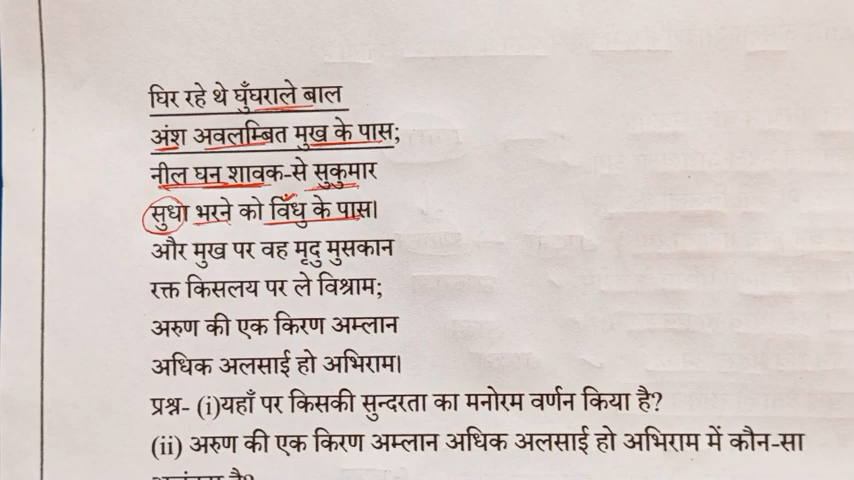 घिर रहे थे घुँघराले बाल
अंश अवलम्बित मुख के पास;
नील घन शावक-से सुकुमार
सुधा भरने को विधु के पास।
और मुख पर वह मृदु मुसकान
रक्त किसलय पर ले विश्राम;
अरुण की एक किरण अम्लान
अधिक अलसाई हो अभिराम।
प्रश्न- (i)यहाँ पर किसकी सुन्दरता का मनोरम वर्णन किया है?
(ii) अरुण की एक किरण अम्लान अधिक अलसाई हो अभिराम में कौन-सा